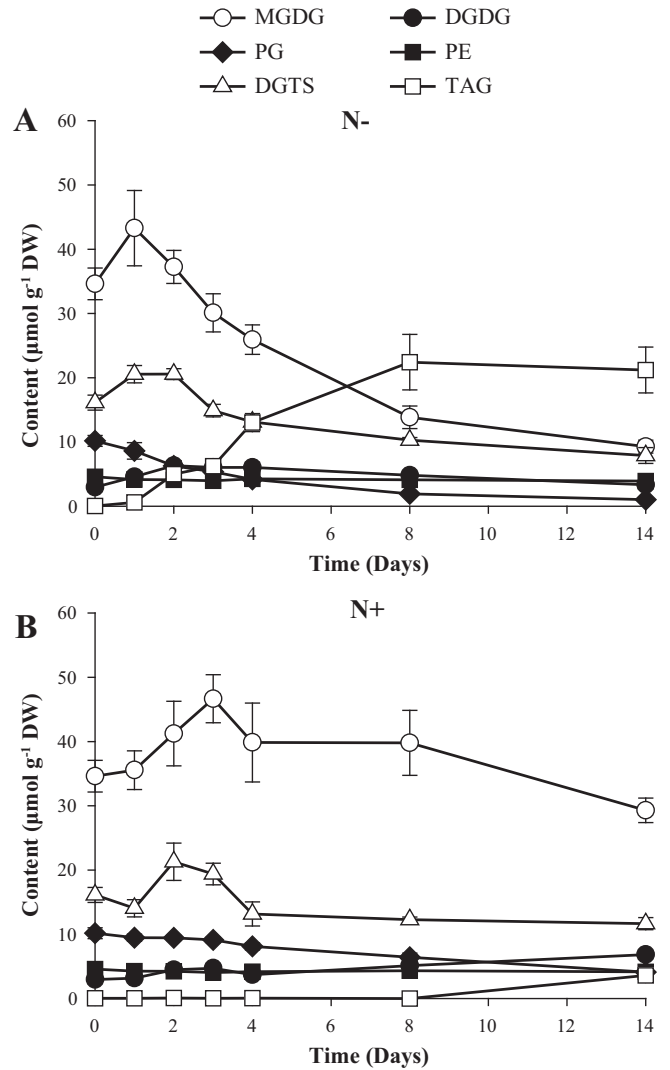 MGDG DGDG
PG PE
DGTS TAG
A N-
60
50
40
30
20
10
0
Content (µmol g⁻¹ DW)
0 2 4 6 8 10 12 14
Time (Days)
B N+
60
50
40
30
20
10
0
Content (µmol g⁻¹ DW)
0 2 4 6 8 10 12 14
Time (Days)